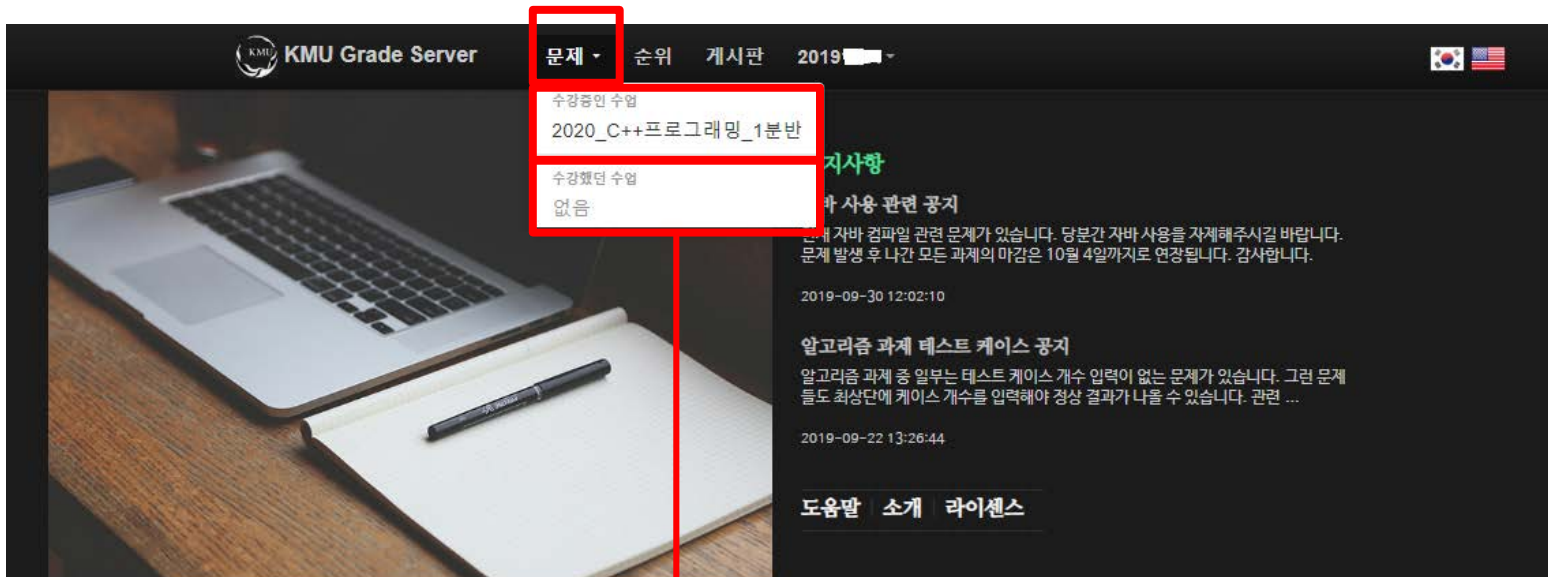 KMU KMU Grade Server 문제 순위 게시판 2019
수강중인 수업
2020_C++프로그래밍_1분반
수강했던 수업
없음
지사항
사용 관련 공지
자바 컴파일 관련 문제가 있습니다. 당분간 자바 사용을 자제해주시길 바랍니다.
문제 발생 후 나간 모든 과제의 마감은 10월 4일까지로 연장됩니다. 감사합니다.
2019-09-30 12:02:10
알고리즘 과제 테스트 케이스 공지
알고리즘 과제 중 일부는 테스트 케이스 개수 입력이 없는 문제가 있습니다. 그런 문제
들도 최상단에 케이스 개수를 입력해야 정상 결과가 나올 수 있습니다. 관련 ...
2019-09-22 13:26:44
도움말 소개 라이센스